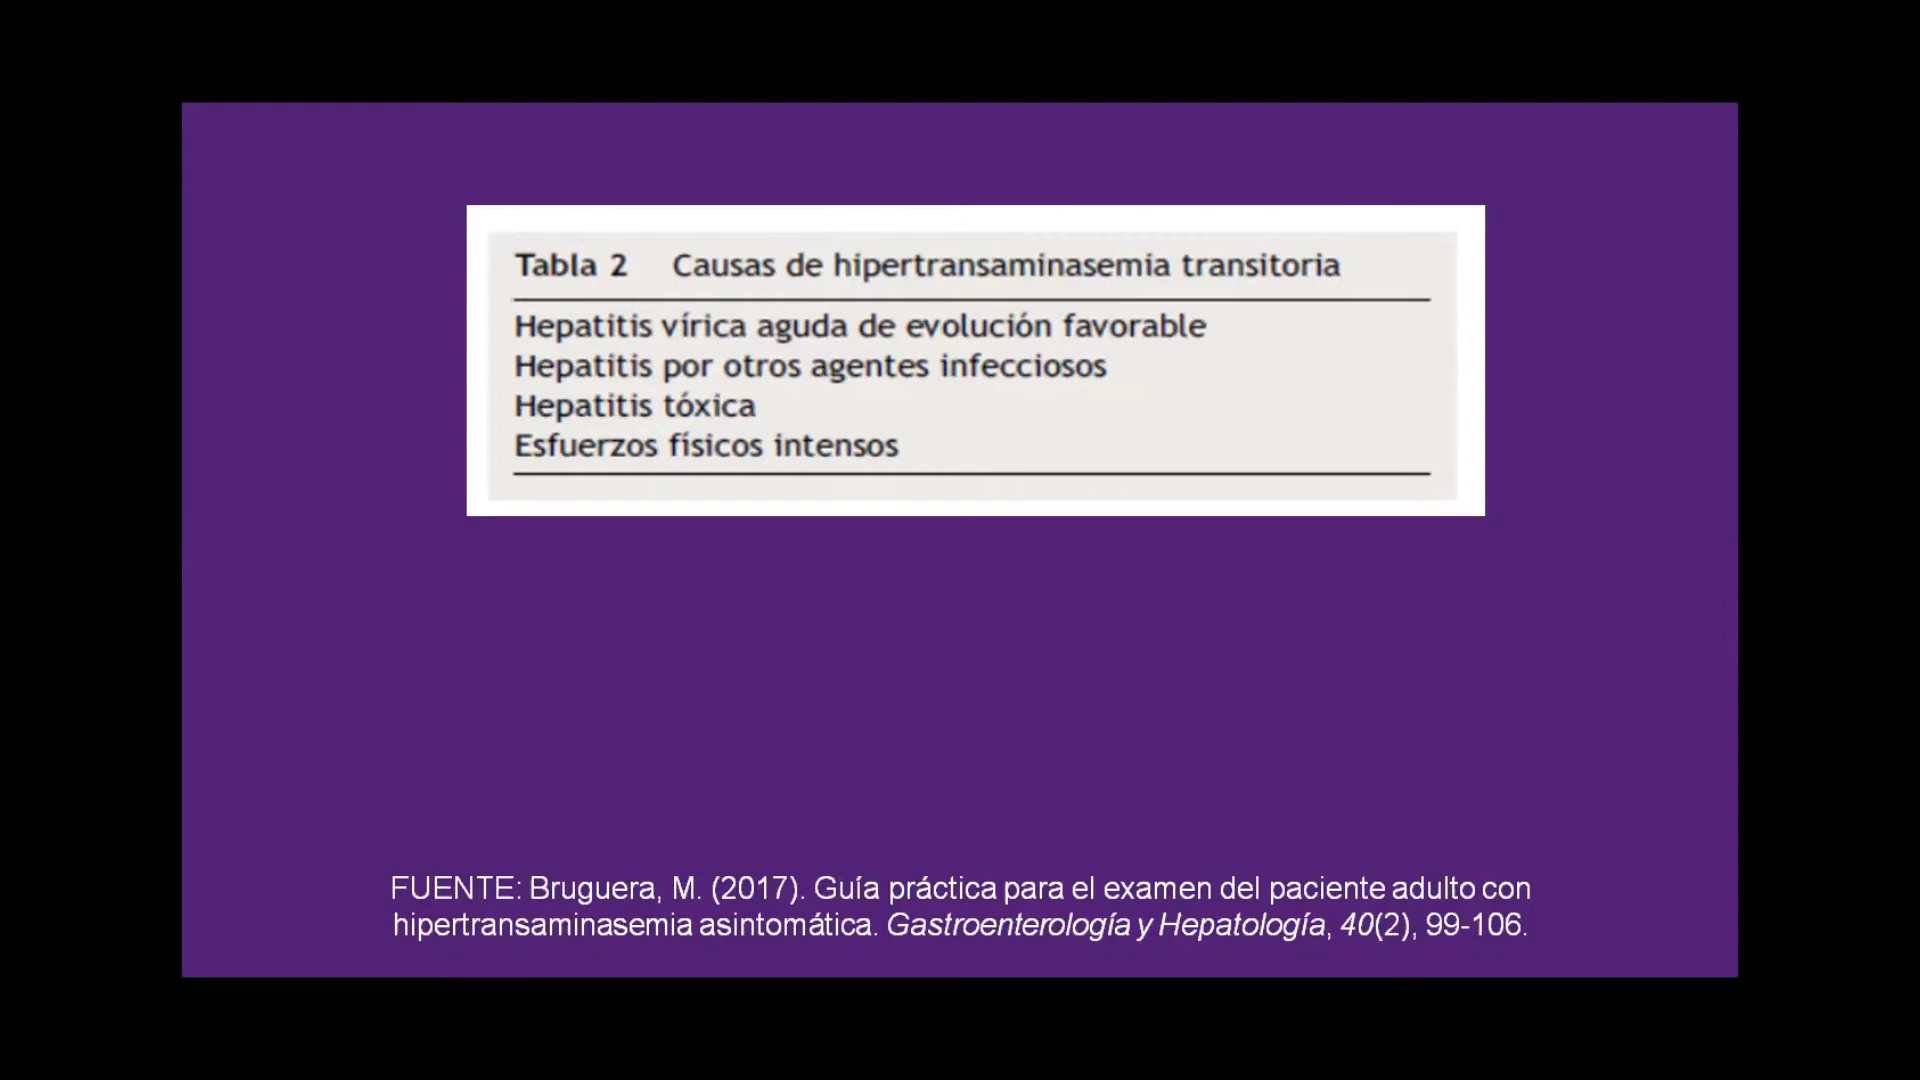 Tabla 2 Causas de hipertransaminasemia transitoria
Hepatitis vírica aguda de evolución favorable
Hepatitis por otros agentes infecciosos
Hepatitis tóxica
Esfuerzos físicos intensos
FUENTE: Bruguera, M. (2017). Guía práctica para el examen del paciente adulto con
hipertransaminasemia asintomática. Gastroenterología y Hepatología, 40(2), 99-106.